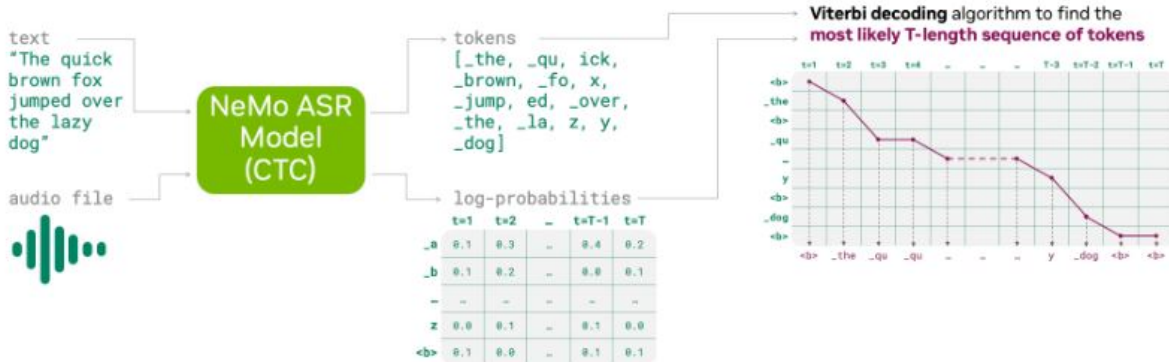 text
"The quick
brown fox
jumped over
the lazy
dog"
audio file
NeMo ASR
Model
(CTC)
tokens
[_the, _qu, ick,
_brown, _fo, x,
_jump, ed, _over,
_the, _la, z, y,
_dog]
log-probabilities
t=1 t=2 … t=T-1 t=T
_a 0.1 0.3 … 0.4 0.2
_b 0.1 0.2 … 0.0 0.1
… … … … … …
z 0.0 0.1 … 0.1 0.0
<b> 0.1 0.0 … 0.1 0.1
Viterbi decoding algorithm to find the
most likely T-length sequence of tokens
t=1 t=2 t=3 t=4 … … … T-3 t=T-2 t=T-1 t=T
<b>
_the
<b>
_qu
…
y
<b>
_dog
<b>
<b> _the _qu _qu … … … y _dog <b> <b>